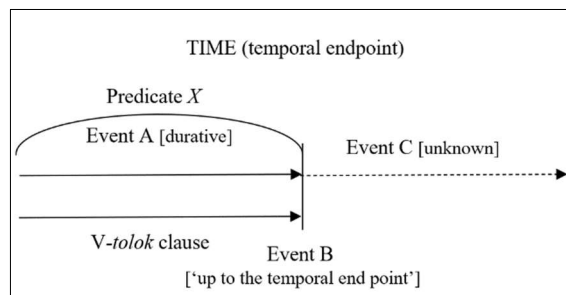 TIME (temporal endpoint)
Predicate X
Event A [durative]
Event C [unknown]
V-tolok clause
Event B
[‘up to the temporal end point’]